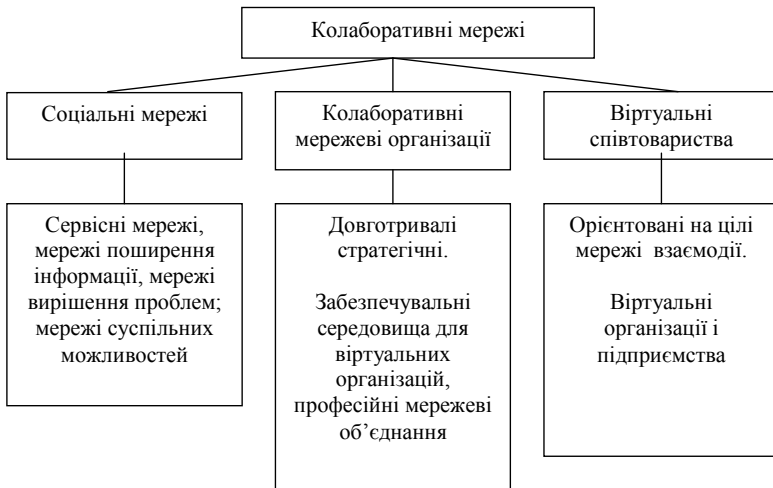 Колаборативні мережі
Соціальні мережі
Колаборативні
мережеві організації
Віртуальні
співтовариства
Сервісні мережі,
мережі поширення
інформації, мережі
вирішення проблем;
мережі суспільних
можливостей
Довготривалі
стратегічні.
Забезпечувальні
середовища для
віртуальних
організацій,
професійні мережеві
об’єднання
Орієнтовані на цілі
мережі взаємодії.
Віртуальні
організації і
підприємства